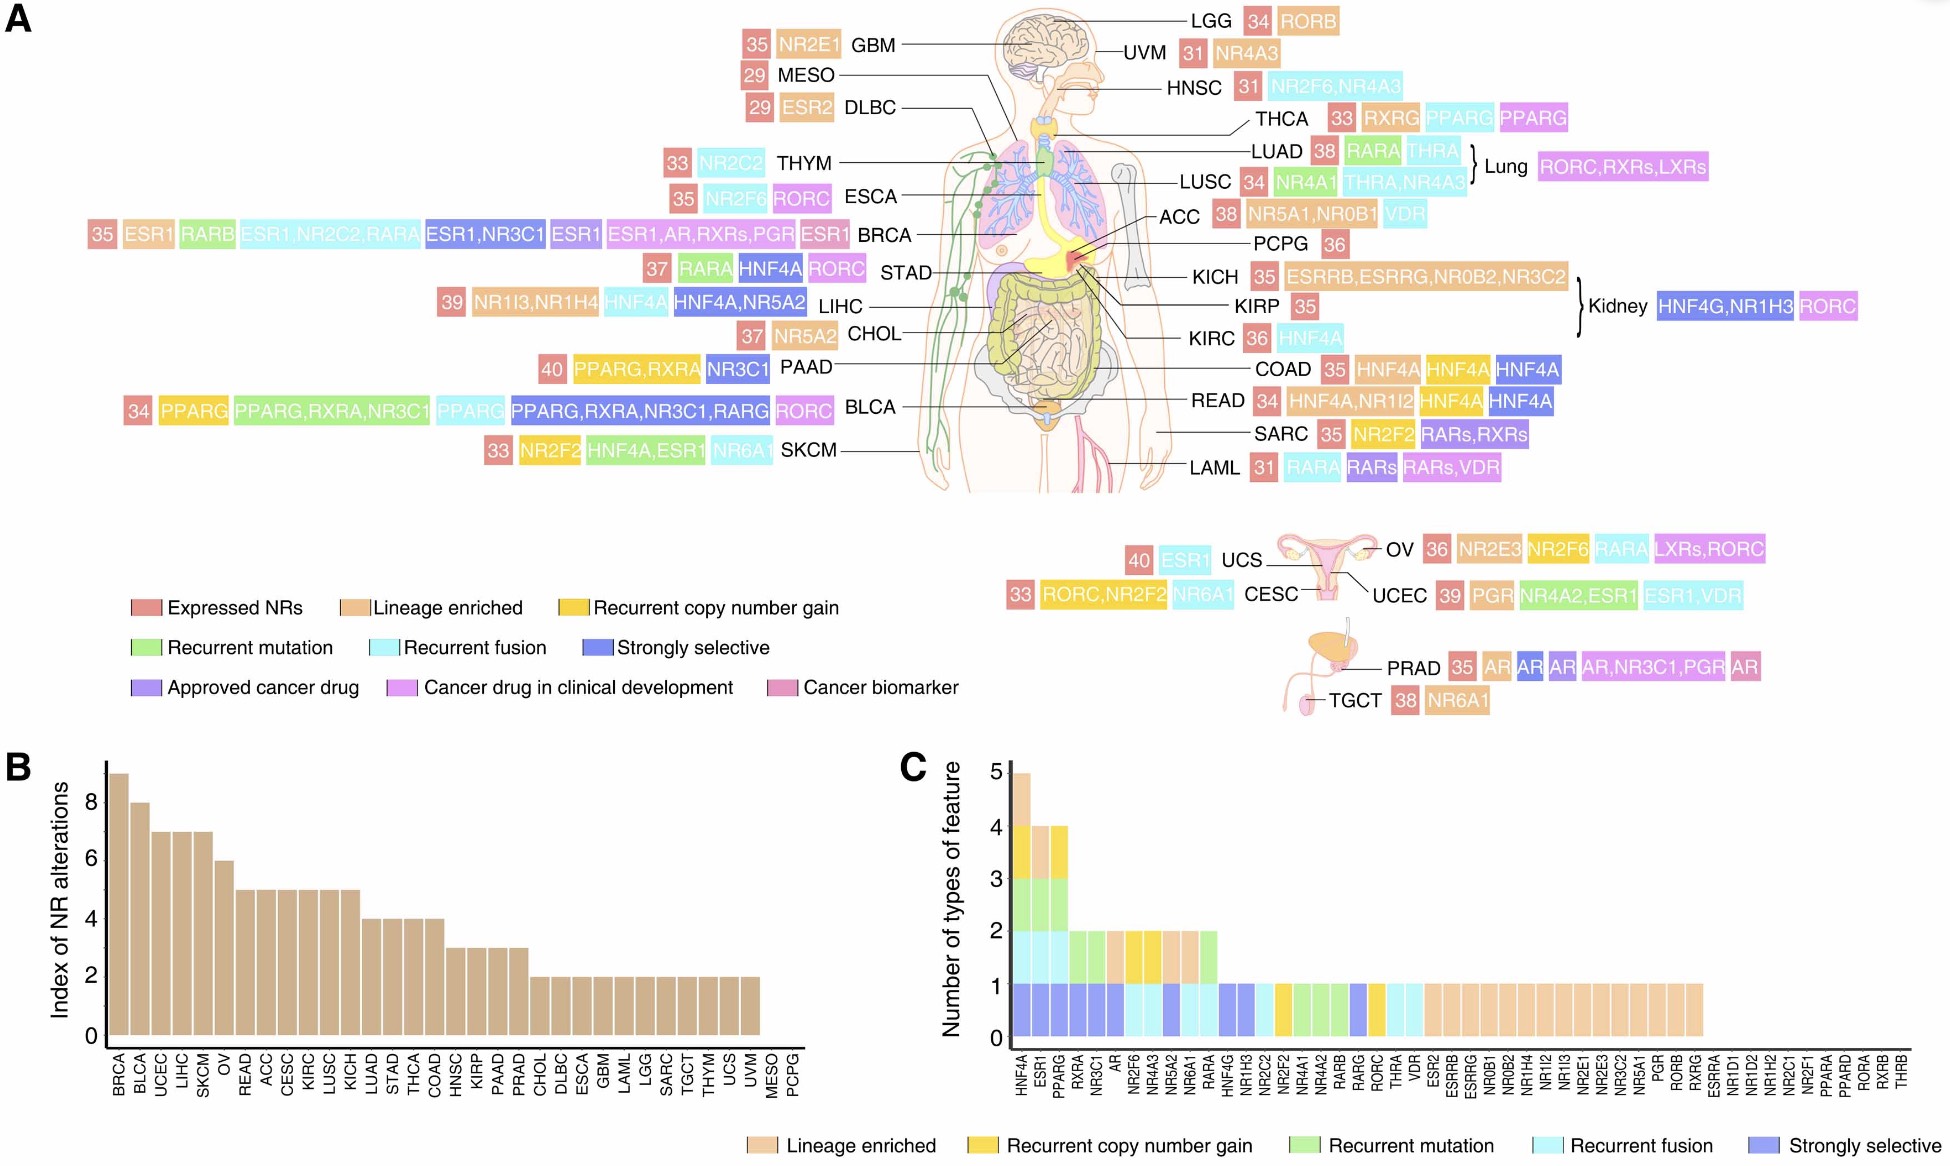 A
LGG 34 RORB
35 NR2E1 GBM
UVM 31 NR4A3
29 MESO
HNSC 31 NR2F6,NR4A3
29 ESR2 DLBC
THCA 33 RXRG PPARG PPARG
LUAD 38 RARA THRA
33 NR2C2 THYM
Lung RORC,RXRs,LXRs
LUSC 34 NR4A1 THRA,NR4A3
35 NR2F6 RORC ESCA
ACC 38 NR5A1,NR0B1 VDR
35 ESR1 RARB ESR1,NR2C2,RARA ESR1,NR3C1 ESR1 ESR1,AR,RXRs,PGR ESR1 BRCA
PCPG 36
37 RARA HNF4A RORC STAD
KICH 35 ESRRB,ESRRG,NR0B2,NR3C2
39 NR1I3,NR1H4 HNF4A HNF4A,NR5A2 LIHC
KIRP 35
Kidney HNF4G,NR1H3 RORC
37 NR5A2 CHOL
KIRC 36 HNF4A
40 PPARG,RXRA NR3C1 PAAD
COAD 35 HNF4A HNF4A HNF4A
READ 34 HNF4A,NR1I2 HNF4A HNF4A
34 PPARG PPARG,RXRA,NR3C1 PPARG PPARG,RXRA,NR3C1,RARG RORC BLCA
SARC 35 NR2F2 RARs,RXRs
33 NR2F2 HNF4A,ESR1 NR6A1 SKCM
LAML 31 RARA RARs RARs,VDR
40 ESR1 UCS
OV 36 NR2E3 NR2F6 RARA LXRs,RORC
33 RORC,NR2F2 NR6A1 CESC
UCEC 39 PGR NR4A2,ESR1 ESR1,VDR
PRAD 35 AR AR AR AR,NR3C1,PGR AR
TGCT 38 NR6A1
Expressed NRs Lineage enriched Recurrent copy number gain
Recurrent mutation Recurrent fusion Strongly selective
Approved cancer drug Cancer drug in clinical development Cancer biomarker
B
Index of NR alterations
8
6
4
2
0
BRCA BLCA UCEC LIHC SKCM OV READ ACC CESC KIRC LUSC KICH LUAD STAD THCA COAD HNSC KIRP PAAD PRAD CHOL DLBC ESCA GBM LAML LGG SARC TGCT THYM UCS UVM MESO PCPG
C
Number of types of feature
5
4
3
2
1
0
HNF4A ESR1 PPARG RXRA NR3C1 AR NR2F6 NR4A3 NR5A2 NR6A1 RARA HNF4G NR1H3 NR2C2 NR2F2 NR4A1 NR4A2 RARB RARG RORC THRA VDR ESR2 ESRRB ESRRG NR0B1 NR0B2 NR1H4 NR1I2 NR1I3 NR2E1 NR2E3 NR3C2 NR5A1 PGR RORB RXRG ESRRA NR1D1 NR1D2 NR1H2 NR2C1 NR2F1 PPARA PPARD RORA RXRB THRB
Lineage enriched Recurrent copy number gain Recurrent mutation Recurrent fusion Strongly selective